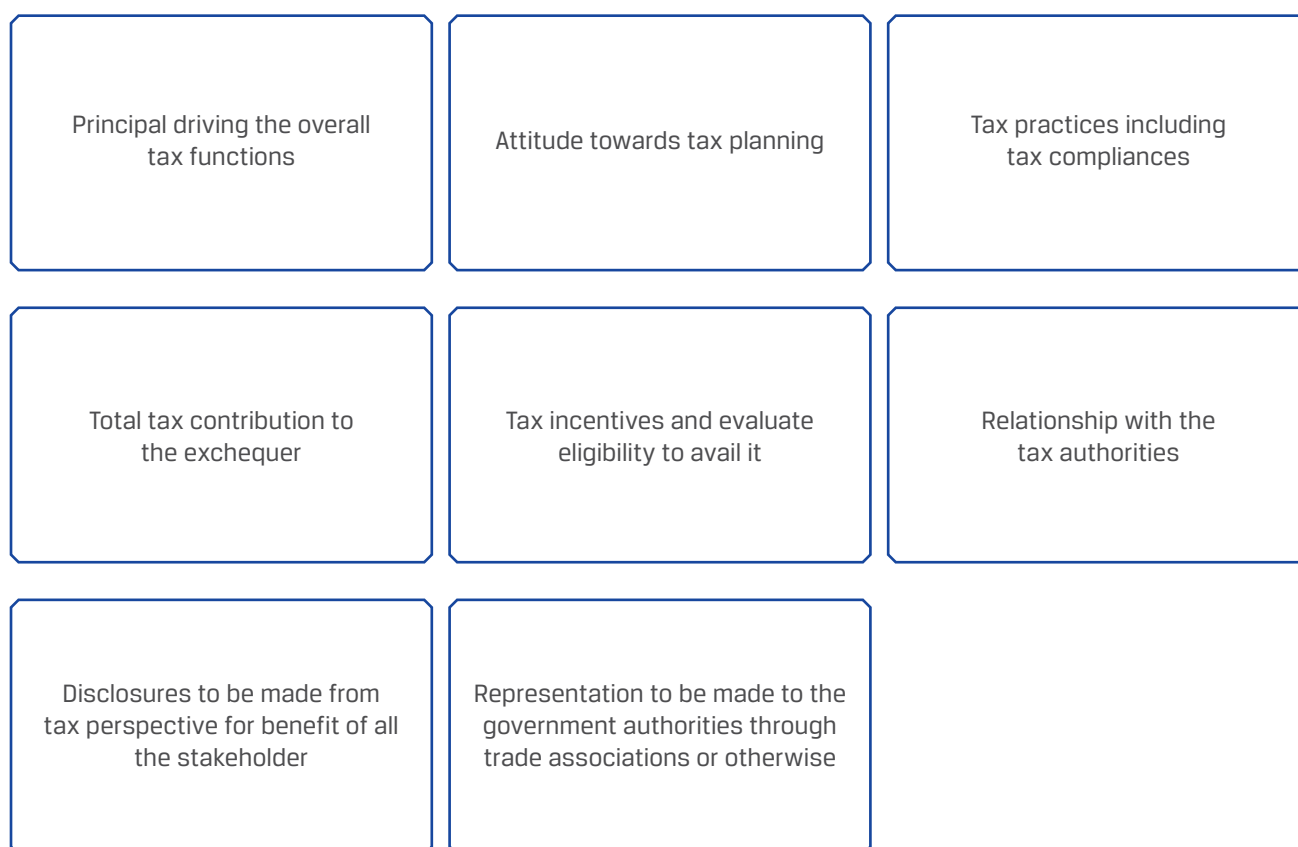 Principal driving the overall
tax functions
Attitude towards tax planning
Tax practices including
tax compliances
Total tax contribution to
the exchequer
Tax incentives and evaluate
eligibility to avail it
Relationship with the
tax authorities
Disclosures to be made from
tax perspective for benefit of all
the stakeholder
Representation to be made to the
government authorities through
trade associations or otherwise